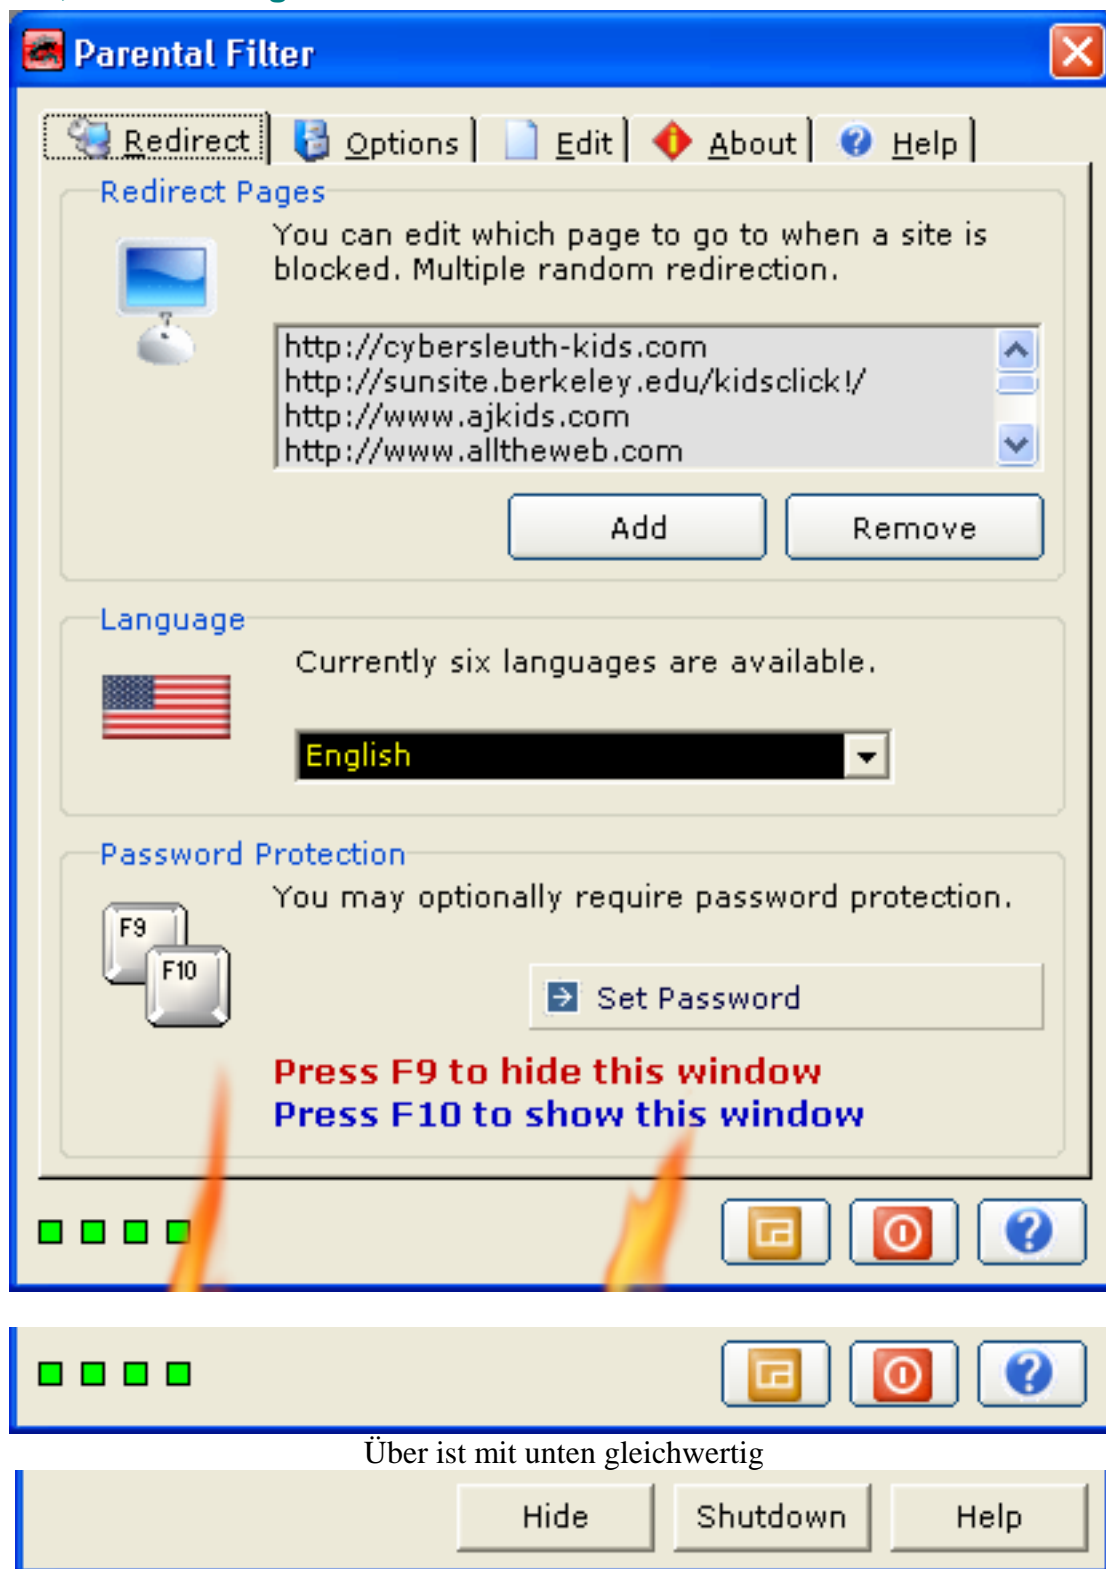 Parental Filter
Redirect Options Edit About Help
Redirect Pages
You can edit which page to go to when a site is
blocked. Multiple random redirection.
http://cybersleuth-kids.com
http://sunsite.berkeley.edu/kidsclick!/
http://www.ajkids.com
http://www.alltheweb.com
Add Remove
Language
Currently six languages are available.
English
Password Protection
You may optionally require password protection.
F9
F10
Set Password
Press F9 to hide this window
Press F10 to show this window
Über ist mit unten gleichwertig
Hide Shutdown Help